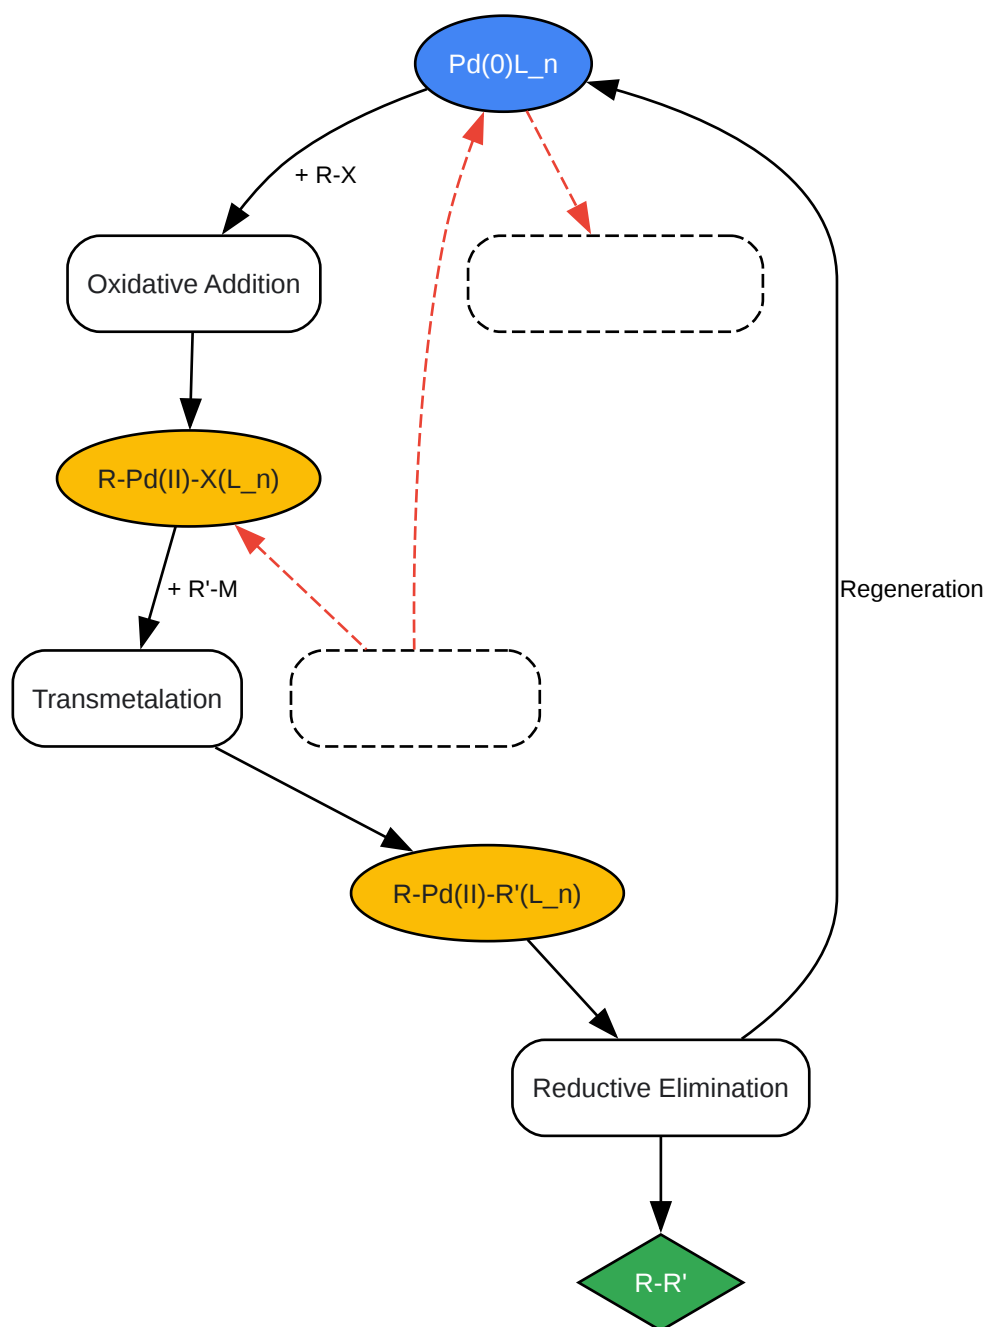 Pd(0)L_n
+ R-X
Oxidative Addition
R-Pd(II)-X(L_n)
+ R'-M
Regeneration
Transmetalation
R-Pd(II)-R'(L_n)
Reductive Elimination
R-R'